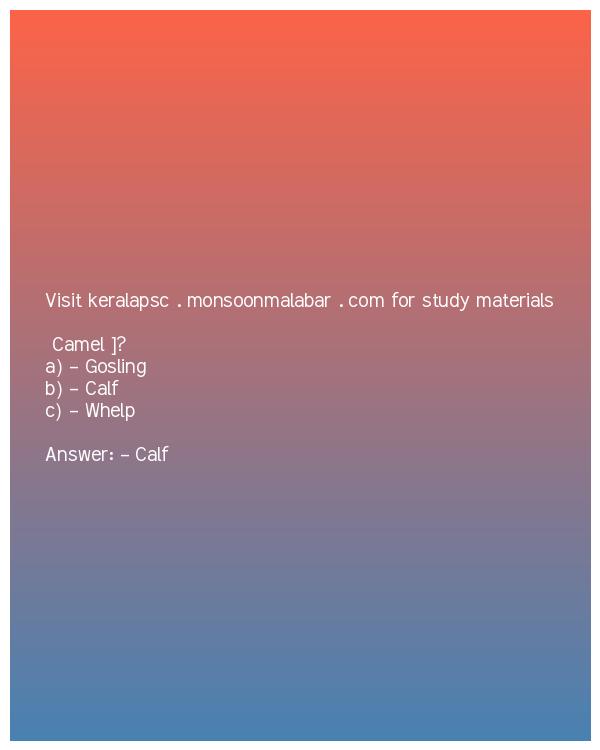 Visit keralapsc . monsoonmalabar . com for study materials
Camel ]?
a) - Gosling
b) - Calf
c) - Whelp
Answer: - Calf